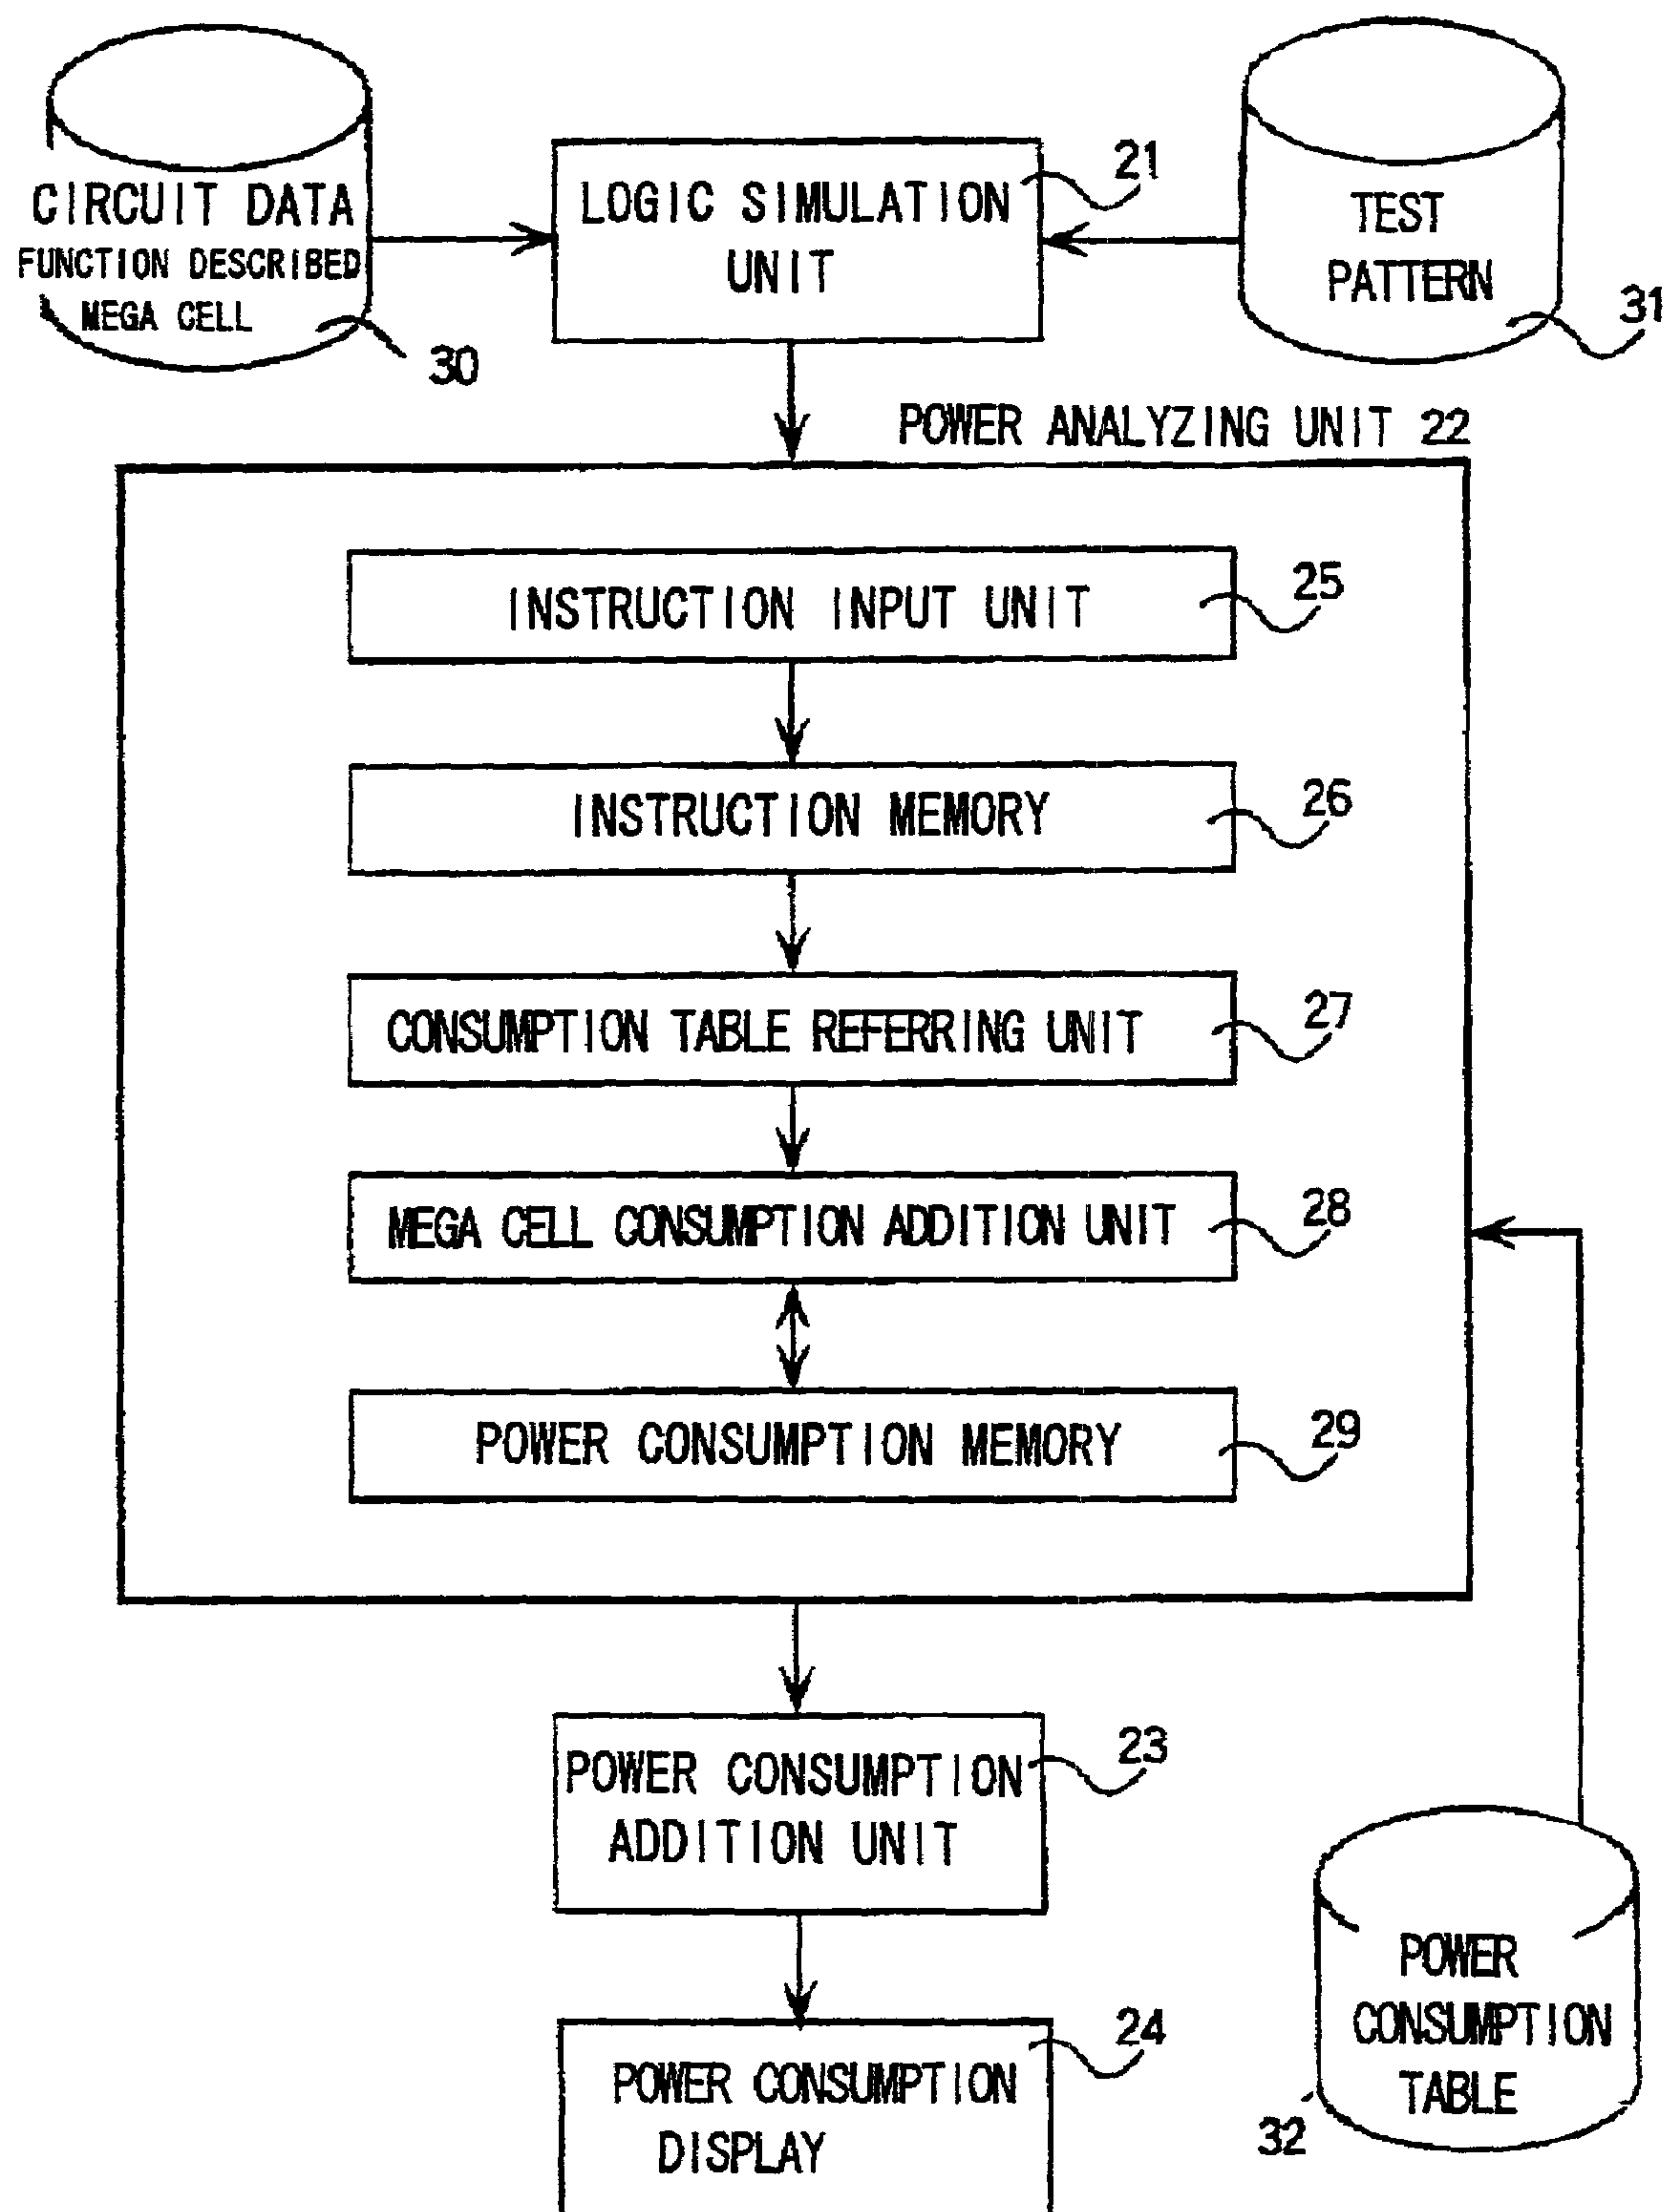 CIRCUIT DATA
FUNCTION DESCRIBED
MEGA CELL
30
LOGIC SIMULATION
UNIT
21
TEST
PATTERN
31
POWER ANALYZING UNIT 22
INSTRUCTION INPUT UNIT
25
INSTRUCTION MEMORY
26
CONSUMPTION TABLE REFERRING UNIT
27
MEGA CELL CONSUMPTION ADDITION UNIT
28
POWER CONSUMPTION MEMORY
29
POWER CONSUMPTION
ADDITION UNIT
23
POWER CONSUMPTION
DISPLAY
24
POWER
CONSUMPTION
TABLE
32